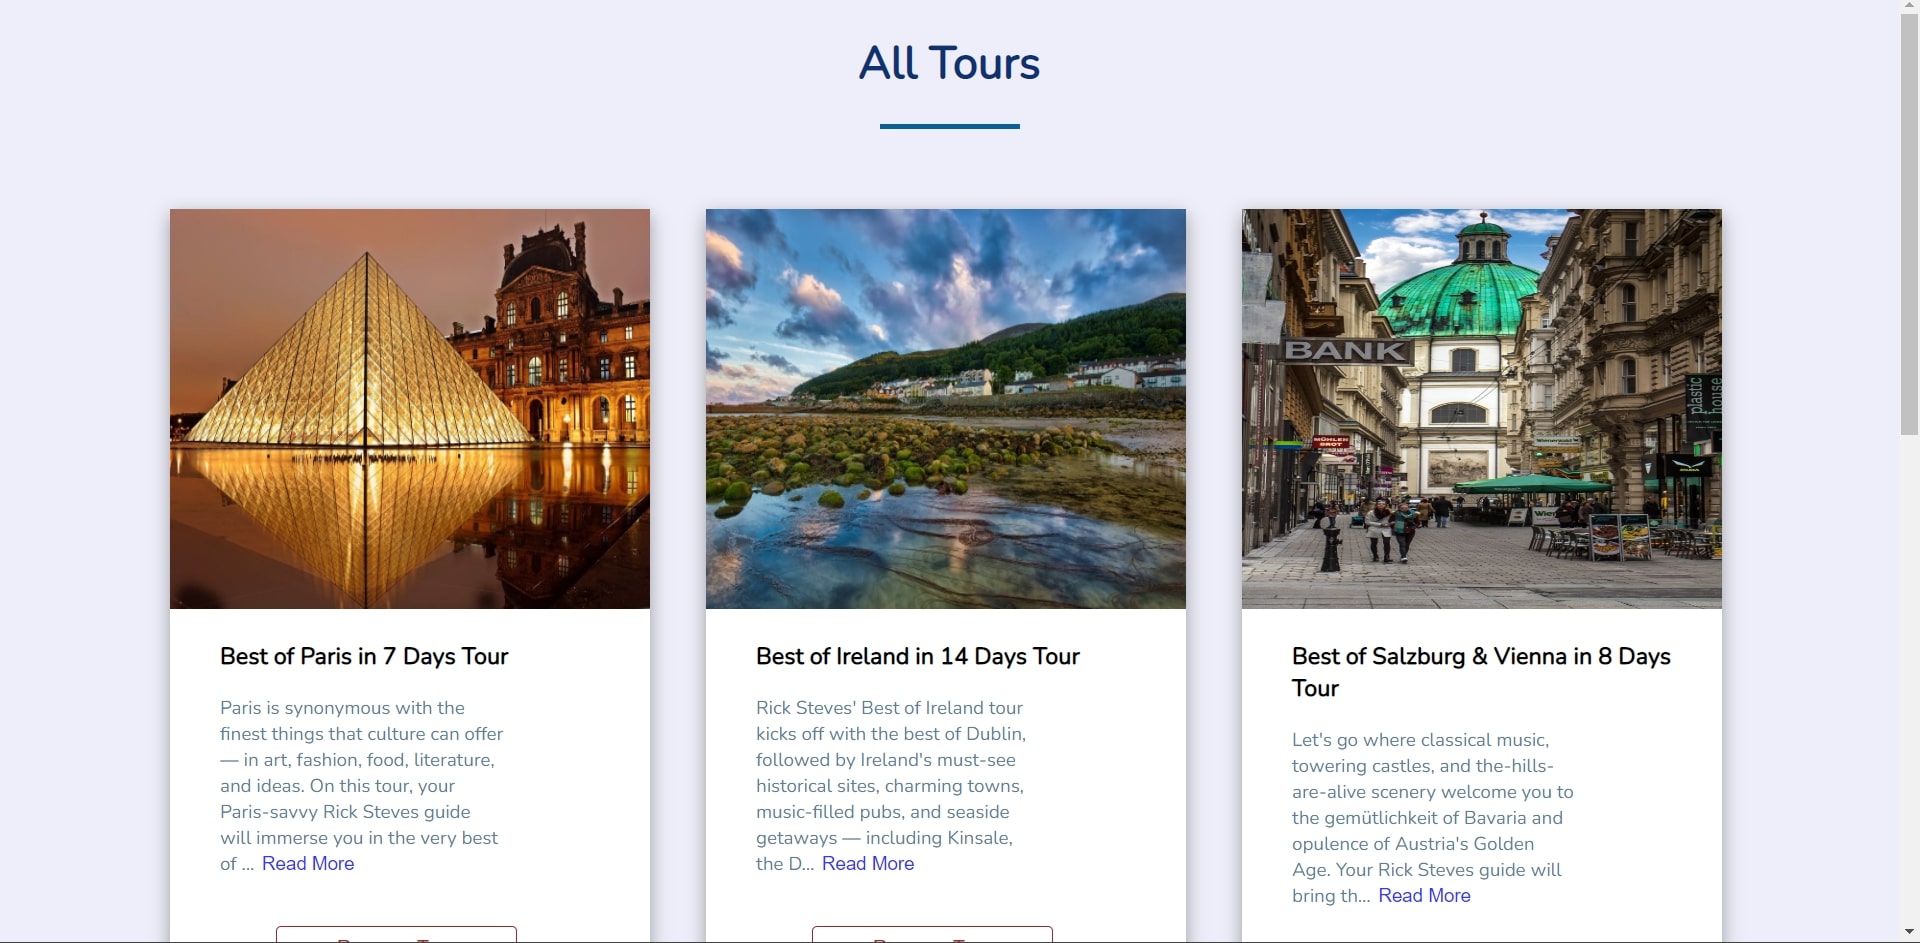 All Tours
BANK
plastic
house
MÜHLEN
BROT
Wienerwald
Best of Paris in 7 Days Tour
Paris is synonymous with the
finest things that culture can offer
— in art, fashion, food, literature,
and ideas. On this tour, your
Paris-savvy Rick Steves guide
will immerse you in the very best
of ... Read More
Best of Ireland in 14 Days Tour
Rick Steves' Best of Ireland tour
kicks off with the best of Dublin,
followed by Ireland's must-see
historical sites, charming towns,
music-filled pubs, and seaside
getaways — including Kinsale,
the D... Read More
Best of Salzburg & Vienna in 8 Days
Tour
Let's go where classical music,
towering castles, and the-hills-
are-alive scenery welcome you to
the gemütlichkeit of Bavaria and
opulence of Austria's Golden
Age. Your Rick Steves guide will
bring th... Read More